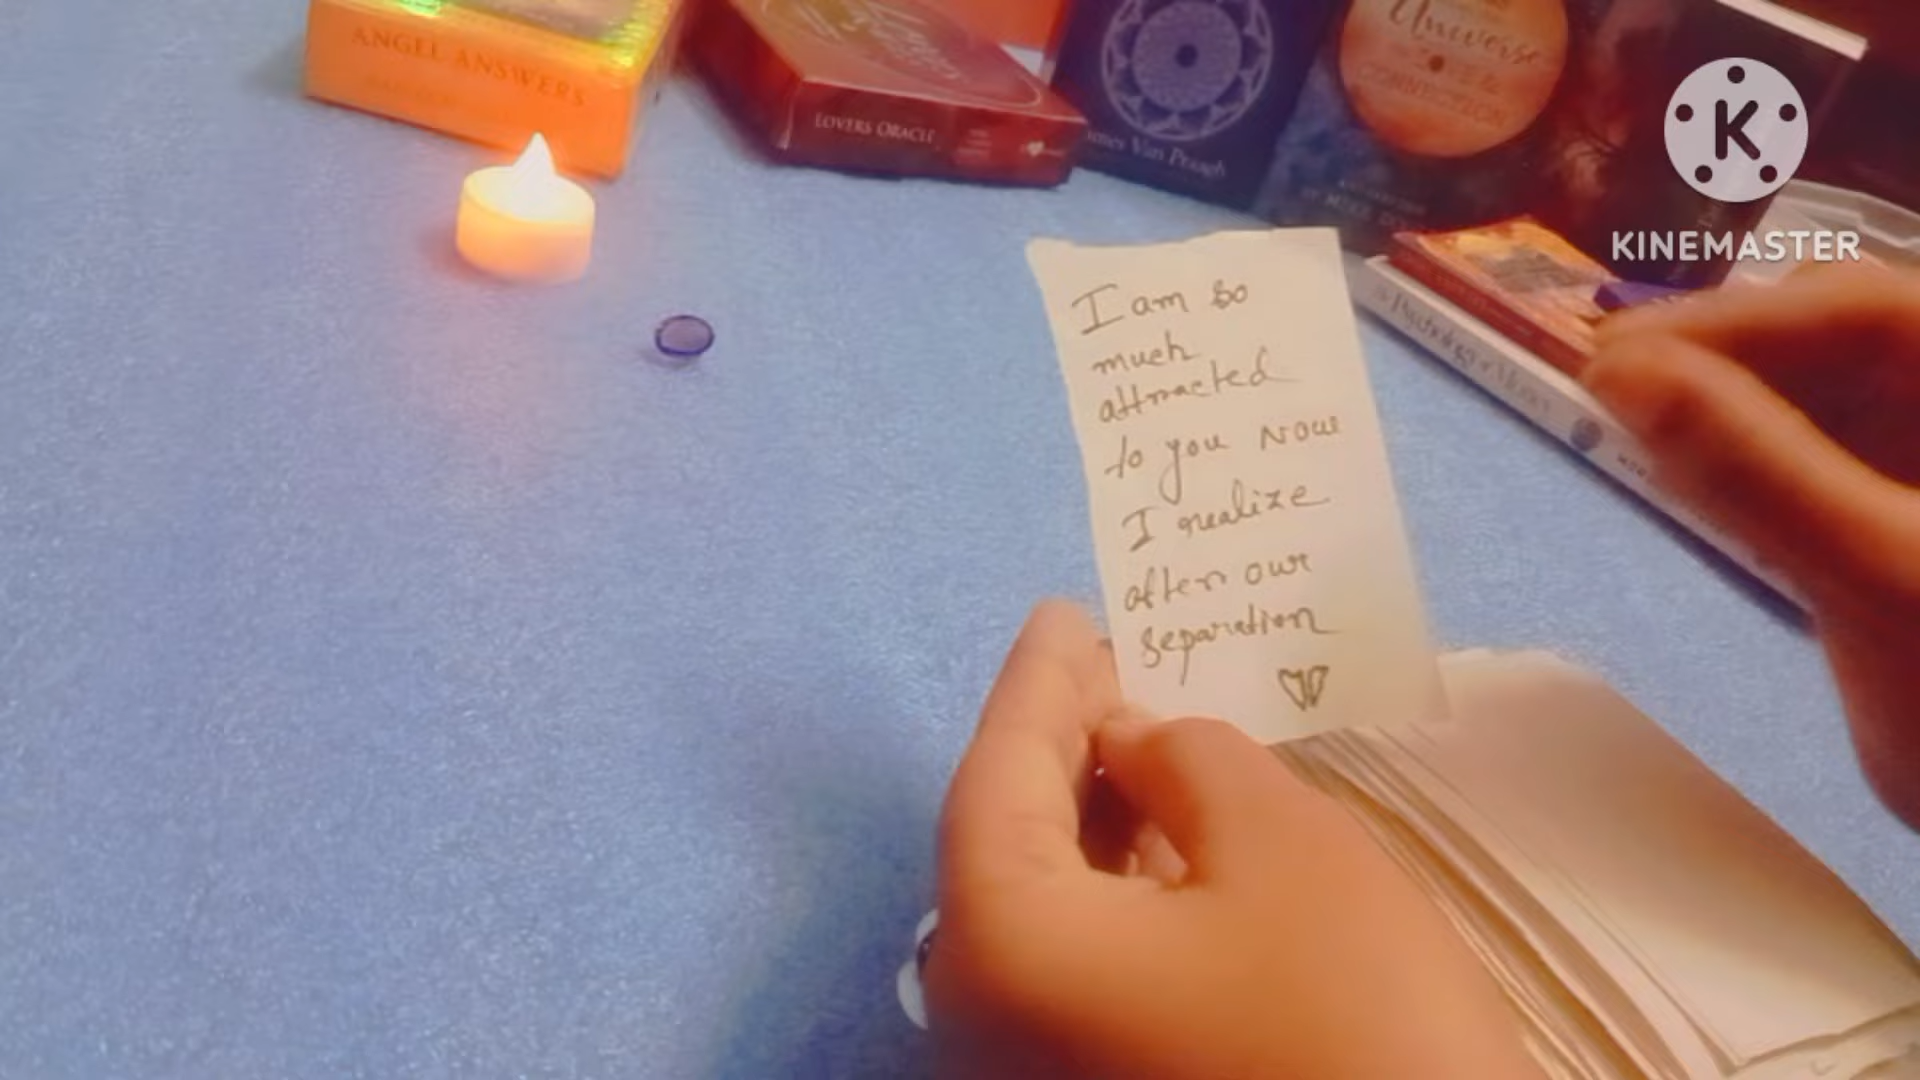 ANGEL ANSWERS
LOVERS ORACLE
Van Praagh
Universe
CONNECTION
KINEMASTER
I am so
much
attracted
to you Now
I realize
after our
separation